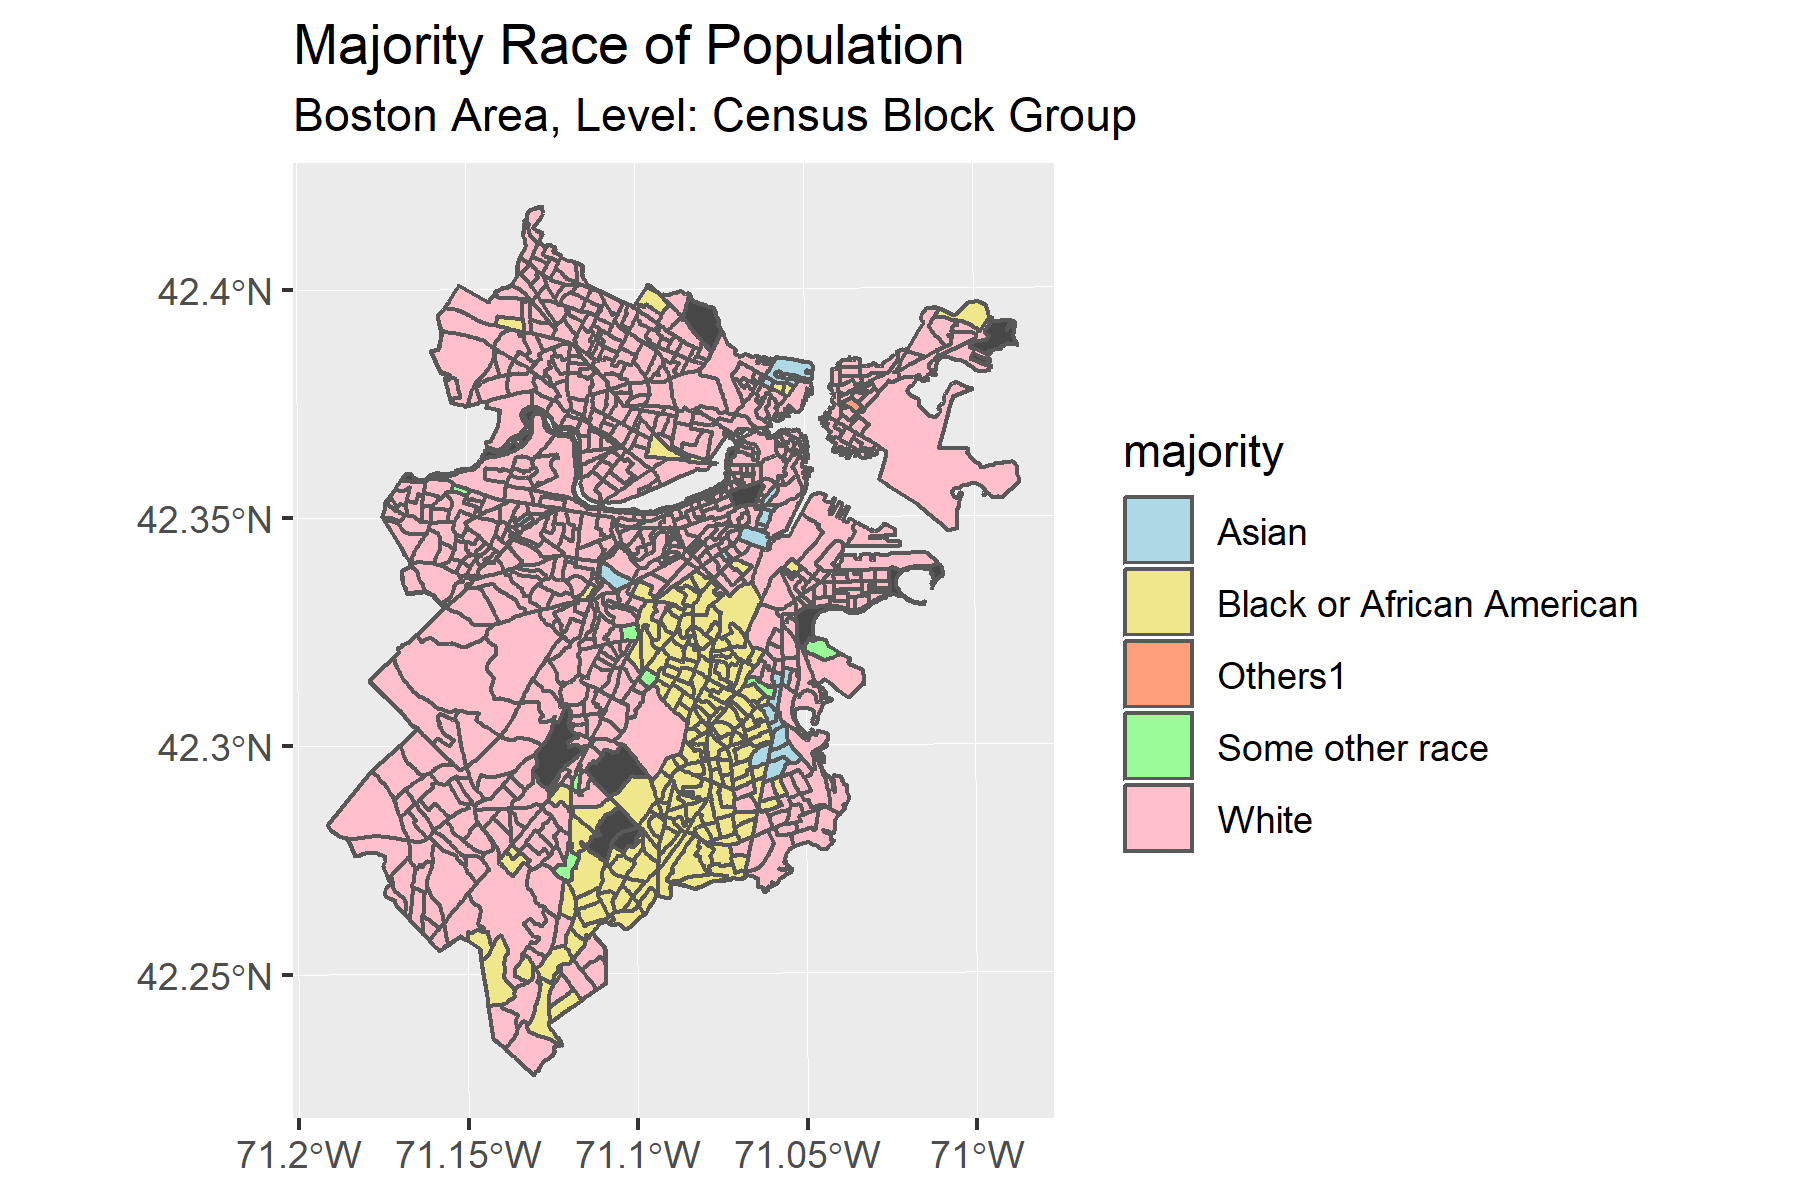 Majority Race of Population
Boston Area, Level: Census Block Group
42.4°N
42.35°N
42.3°N
42.25°N
71.2°W 71.15°W 71.1°W 71.05°W 71°W
majority
Asian
Black or African American
Others1
Some other race
White